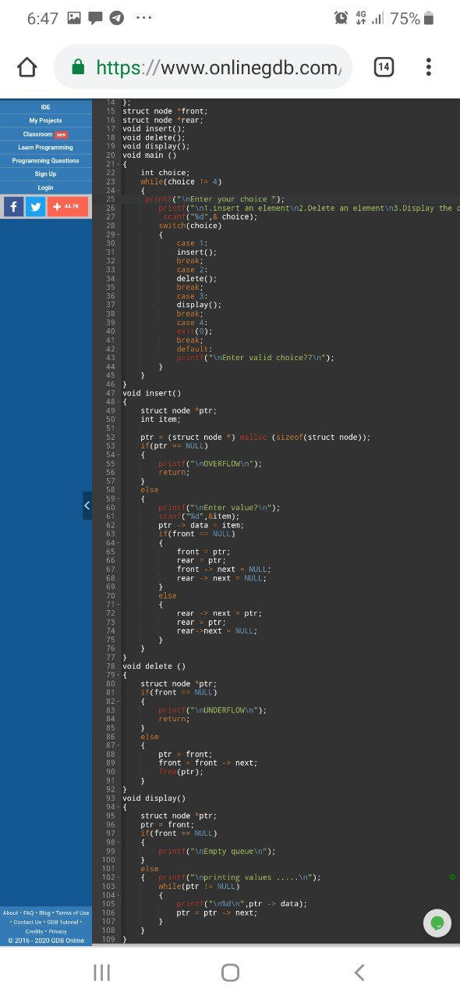 6:47 ... 4G 75%
https://www.onlinegdb.com/ 14
IDE
My Projects
Classroom new
Learn Programming
Programming Questions
Sign Up
Login
f + 44.7K
14 };
15 struct node *front;
16 struct node *rear;
17 void insert();
18 void delete();
19 void display();
20 void main ()
21 {
22 int choice;
23 while(choice != 4)
24 {
25 printf("\nEnter your choice ");
26 printf("\n1.insert an element\n2.Delete an element\n3.Display the
27 scanf("%d",& choice);
28 switch(choice)
29 {
30 case 1:
31 insert();
32 break;
33 case 2:
34 delete();
35 break;
36 case 3:
37 display();
38 break;
39 case 4:
40 exit(0);
41 break;
42 default:
43 printf("\nEnter valid choice??\n");
44 }
45 }
46 }
47 void insert()
48 {
49 struct node *ptr;
50 int item;
51
52 ptr = (struct node *) malloc (sizeof(struct node));
53 if(ptr == NULL)
54 {
55 printf("\nOVERFLOW\n");
56 return;
57 }
58 else
59 {
60 printf("\nEnter value?\n");
61 scanf("%d",&item);
62 ptr -> data = item;
63 if(front == NULL)
64 {
65 front = ptr;
66 rear = ptr;
67 front -> next = NULL;
68 rear -> next = NULL;
69 }
70 else
71 {
72 rear -> next = ptr;
73 rear = ptr;
74 rear->next = NULL;
75 }
76 }
77 }
78 void delete ()
79 {
80 struct node *ptr;
81 if(front == NULL)
82 {
83 printf("\nUNDERFLOW\n");
84 return;
85 }
86 else
87 {
88 ptr = front;
89 front = front -> next;
90 free(ptr);
91 }
92 }
93 void display()
94 {
95 struct node *ptr;
96 ptr = front;
97 if(front == NULL)
98 {
99 printf("\nEmpty queue\n");
100 }
101 else
102 { printf("\nprinting values .....\n");
103 while(ptr != NULL)
104 {
105 printf("\n%d\n",ptr -> data);
106 ptr = ptr -> next;
107 }
108 }
109 }
About • FAQ • Blog • Terms of Use
• Contact Us • GDB Tutorial •
Credits • Privacy
© 2016 - 2020 GDB Online